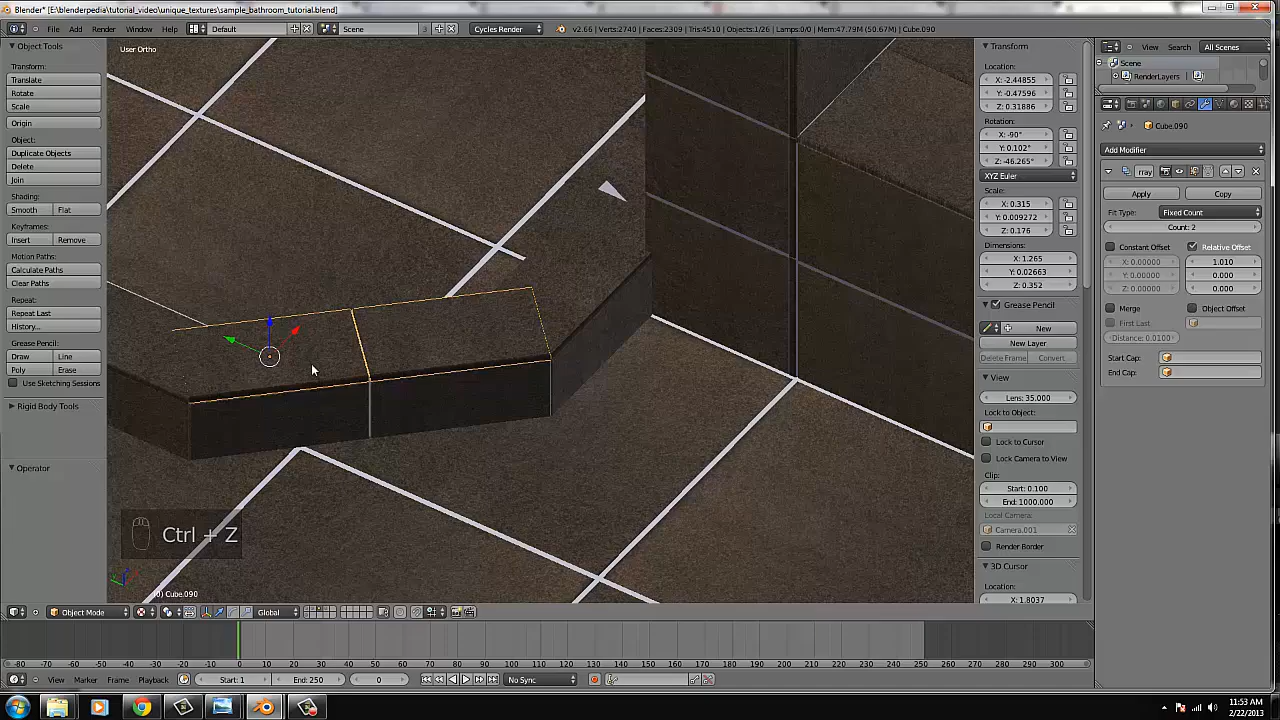 Blender* [E:\blenderpedia\tutorial_video\unique_textures\sample_bathroom_tutorial.blend]
File Add Render Window Help Default Scene 3 Cycles Render v2.66 | Verts:2740 | Faces:2309 | Tris:4510 | Objects:1/26 | Lamps:0/0 | Mem:47.79M (50.67M) | Cube.090
View Search All Scenes
Object Tools
User Ortho
Transform:
Translate
Rotate
Scale
Origin
Object:
Duplicate Objects
Delete
Join
Shading:
Smooth Flat
Keyframes:
Insert Remove
Motion Paths:
Calculate Paths
Clear Paths
Repeat:
Repeat Last
History...
Grease Pencil:
Draw Line
Poly Erase
Use Sketching Sessions
Rigid Body Tools
Operator
Ctrl + Z
(0) Cube.090
Transform
Location:
X: -2.44855
Y: -0.47596
Z: 0.31886
Rotation:
X: -90°
Y: 0.102°
Z: -46.265°
XYZ Euler
Scale:
X: 0.315
Y: 0.009272
Z: 0.176
Dimensions:
X: 1.265
Y: 0.02663
Z: 0.352
Grease Pencil
New
New Layer
Delete Frame Convert
View
Lens: 35.000
Lock to Object:
Lock to Cursor
Lock Camera to View
Clip:
Start: 0.100
End: 1000.000
Local Camera:
Camera.001
Render Border
3D Cursor
Location:
X: 1.8037
Scene
RenderLayers
Cube.090
Add Modifier
rray
Apply Copy
Fit Type: Fixed Count
Count: 2
Constant Offset Relative Offset
X: 0.00000 1.010
Y: 0.00000 0.000
Z: 0.00000 0.000
Merge Object Offset
First Last
Distance: 0.0100
Start Cap:
End Cap:
Object Mode Global
-80 -70 -60 -50 -40 -30 -20 -10 0 10 20 30 40 50 60 70 80 90 100 110 120 130 140 150 160 170 180 190 200 210 220 230 240 250 260 270 280 290 300
View Marker Frame Playback Start: 1 End: 250 0 No Sync
11:53 AM
2/22/2013